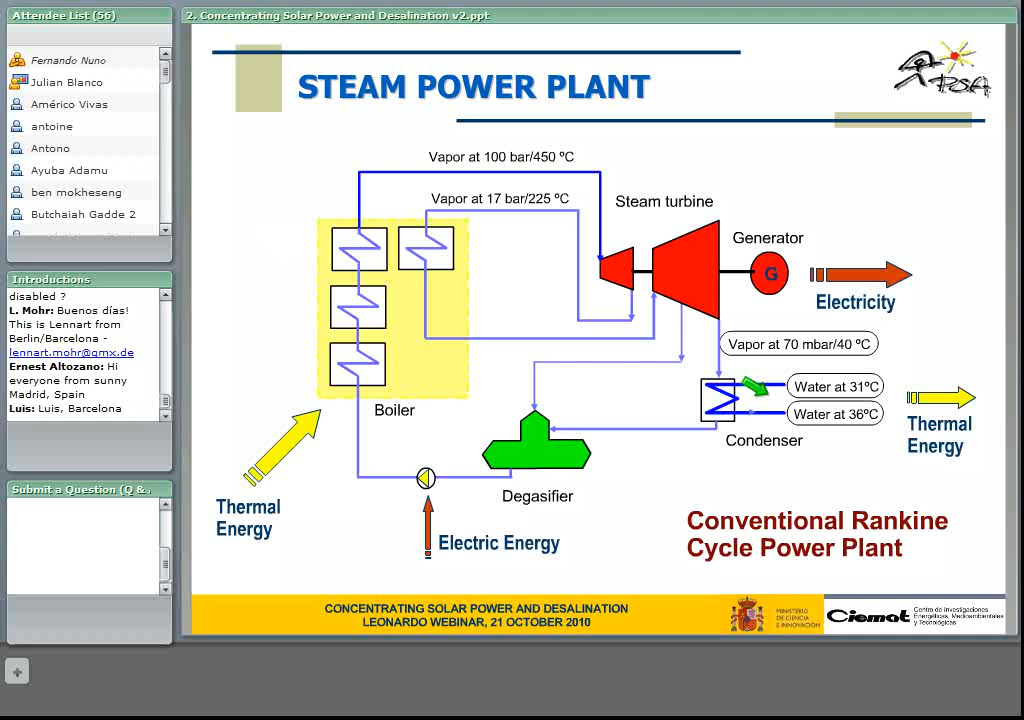 Attendee List (56)
Fernando Nuno
Julian Blanco
Américo Vivas
antoine
Antono
Ayuba Adamu
ben mokheseng
Butchaiah Gadde 2
Introductions
disabled ?
L. Mohr: Buenos días!
This is Lennart from
Berlin/Barcelona -
lennart.mohr@gmx.de
Ernest Altozano: Hi
everyone from sunny
Madrid, Spain
Luis: Luis, Barcelona
Submit a Question (Q & .
2. Concentrating Solar Power and Desalination v2.ppt
STEAM POWER PLANT
PSA
Vapor at 100 bar/450 ºC
Vapor at 17 bar/225 ºC
Steam turbine
Generator
G
Electricity
Vapor at 70 mbar/40 ºC
Water at 31ºC
Water at 36ºC
Thermal
Energy
Condenser
Boiler
Degasifier
Thermal
Energy
Electric Energy
Conventional Rankine
Cycle Power Plant
CONCENTRATING SOLAR POWER AND DESALINATION
LEONARDO WEBINAR, 21 OCTOBER 2010
MINISTERIO
DE CIENCIA
E INNOVACIÓN
Ciemat
Centro de Investigaciones
Energéticas, Medioambientales
y Tecnológicas